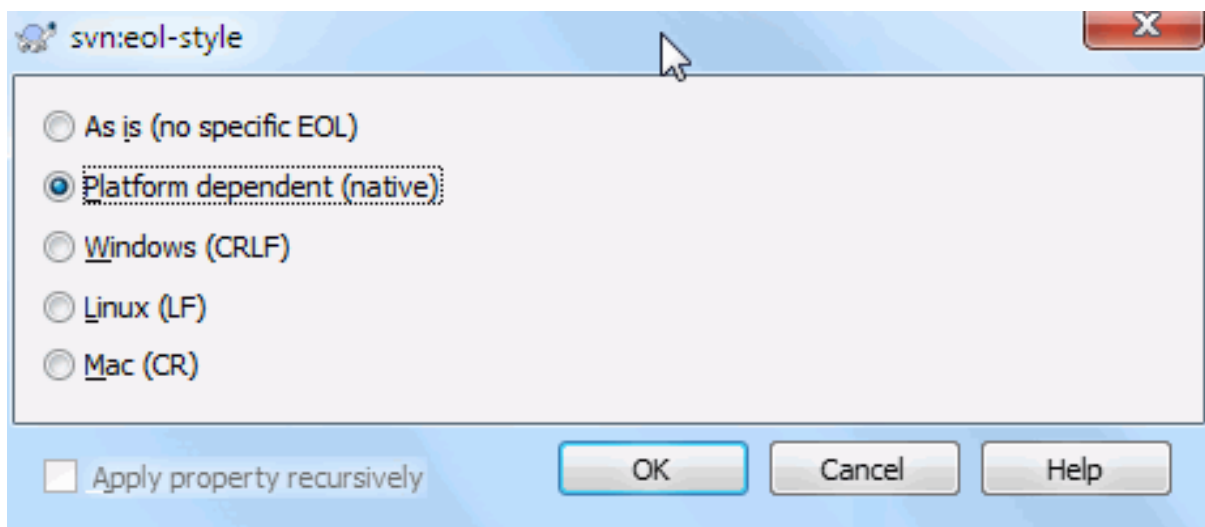 svn:eol-style
As is (no specific EOL)
Platform dependent (native)
Windows (CRLF)
Linux (LF)
Mac (CR)
Apply property recursively OK Cancel Help